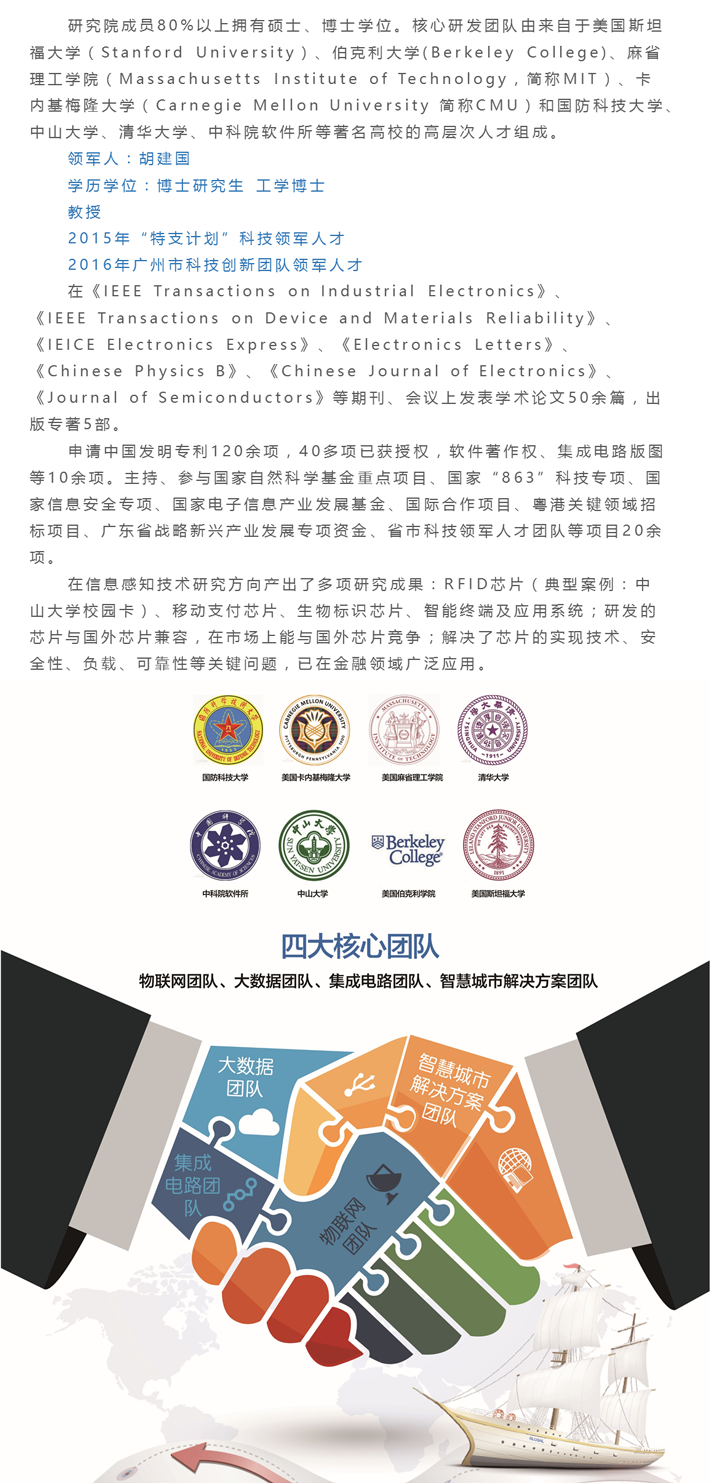 研究院成员80%以上拥有硕士、博士学位。核心研发团队由来自于美国斯坦
福大学（Stanford University）、伯克利大学(Berkeley College)、麻省
理工学院（Massachusetts Institute of Technology，简称MIT）、卡
内基梅隆大学（Carnegie Mellon University 简称CMU）和国防科技大学、
中山大学、清华大学、中科院软件所等著名高校的高层次人才组成。
领军人：胡建国
学历学位：博士研究生 工学博士
教授
2015年“特支计划”科技领军人才
2016年广州市科技创新团队领军人才
在《IEEE Transactions on Industrial Electronics》、
《IEEE Transactions on Device and Materials Reliability》、
《IEICE Electronics Express》、《Electronics Letters》、
《Chinese Physics B》、《Chinese Journal of Electronics》、
《Journal of Semiconductors》等期刊、会议上发表学术论文50余篇，出
版专著5部。
申请中国发明专利120余项，40多项已获授权，软件著作权、集成电路版图
等10余项。主持、参与国家自然科学基金重点项目、国家“863”科技专项、国
家信息安全专项、国家电子信息产业发展基金、国际合作项目、粤港关键领域招
标项目、广东省战略新兴产业发展专项资金、省市科技领军人才团队等项目20余
项。
在信息感知技术研究方向产出了多项研究成果：RFID芯片（典型案例：中
山大学校园卡）、移动支付芯片、生物标识芯片、智能终端及应用系统；研发的
芯片与国外芯片兼容，在市场上能与国外芯片竞争；解决了芯片的实现技术、安
全性、负载、可靠性等关键问题，已在金融领域广泛应用。
CARNEGIE MELLON UNIVERSITY
PITTSBURGH PENNSYLVANIA 1900
MASSACHUSETTS INSTITUTE OF TECHNOLOGY
TSINGHUA UNIVERSITY
1911
国防科技大学
美国卡内基梅隆大学
美国麻省理工学院
清华大学
中山大学
SUN YAT-SEN UNIVERSITY
Berkeley College
LELAND STANFORD JUNIOR UNIVERSITY
1891
中科院软件所
中山大学
美国伯克利学院
美国斯坦福大学
四大核心团队
物联网团队、大数据团队、集成电路团队、智慧城市解决方案团队
大数据
团队
智慧城市
解决方案
团队
集成
电路团
队
物联网
团队